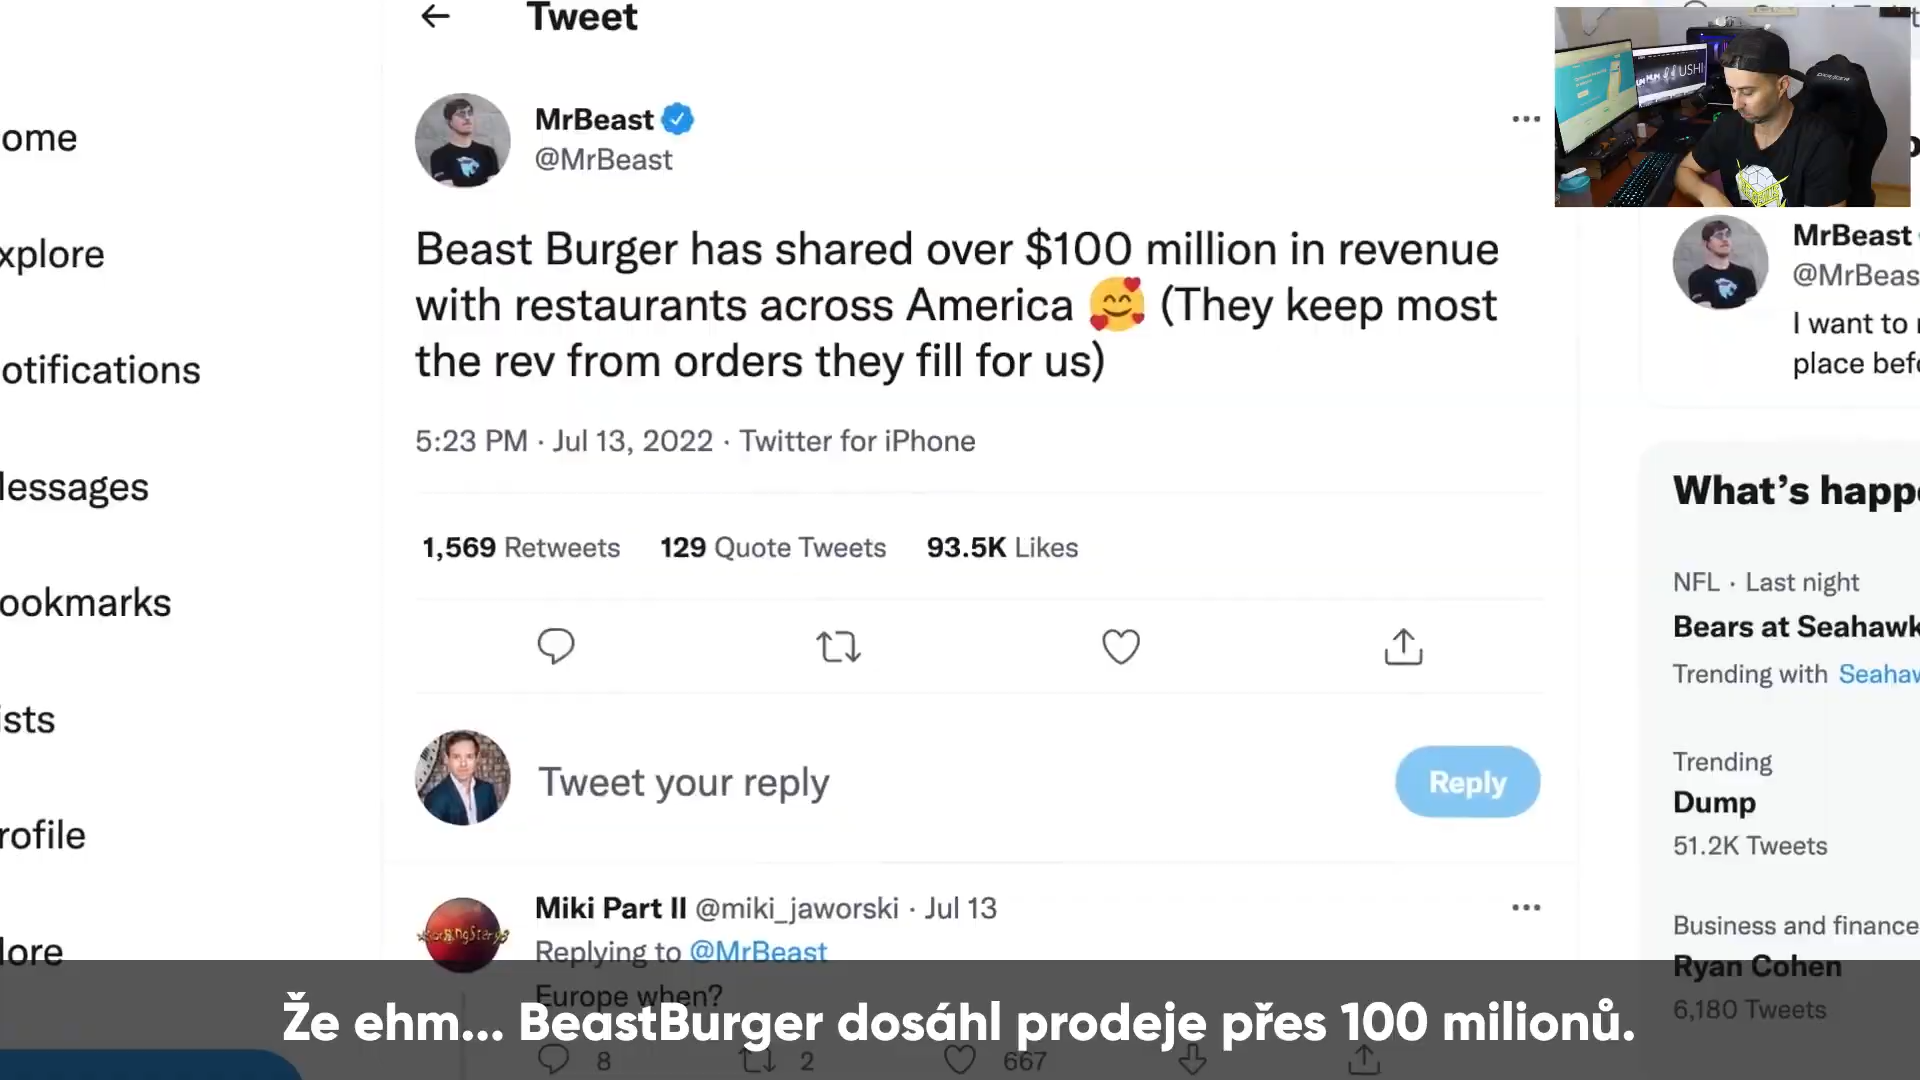 Tweet
ome
xplore
otifications
essages
ookmarks
ists
rofile
ore
MrBeast
@MrBeast
Beast Burger has shared over $100 million in revenue
with restaurants across America 🥰 (They keep most
the rev from orders they fill for us)
5:23 PM · Jul 13, 2022 · Twitter for iPhone
1,569 Retweets 129 Quote Tweets 93.5K Likes
Tweet your reply
Reply
Miki Part II @miki_jaworski · Jul 13
Replying to @MrBeast
Europe when?
8 2 667
USHI
MrBeast
@MrBeas
I want to
place befo
What's happe
NFL · Last night
Bears at Seahawk
Trending with Seahaw
Trending
Dump
51.2K Tweets
Business and finance
Ryan Cohen
6,180 Tweets
Že ehm... BeastBurger dosáhl prodeje přes 100 milionů.